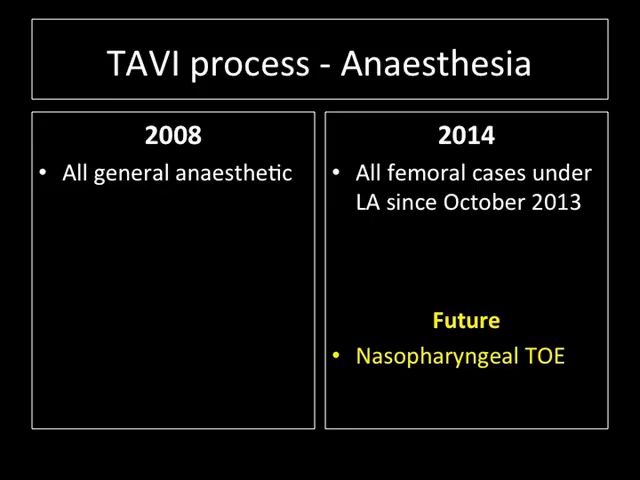 TAVI process - Anaesthesia
2008
• All general anaesthetic
2014
• All femoral cases under
LA since October 2013
Future
• Nasopharyngeal TOE